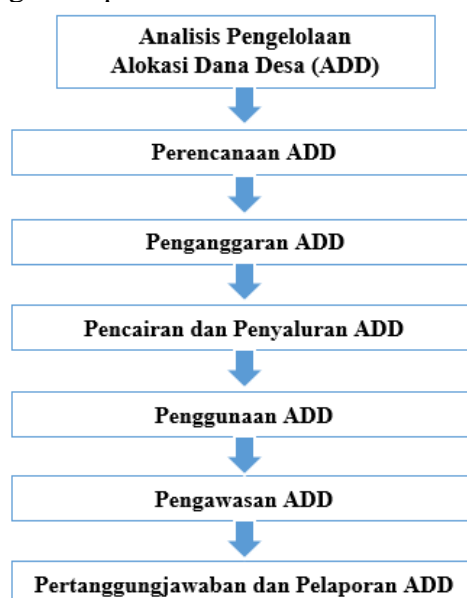 Analisis Pengelolaan
Alokasi Dana Desa (ADD)
Perencanaan ADD
Penganggaran ADD
Pencairan dan Penyaluran ADD
Penggunaan ADD
Pengawasan ADD
Pertanggungjawaban dan Pelaporan ADD